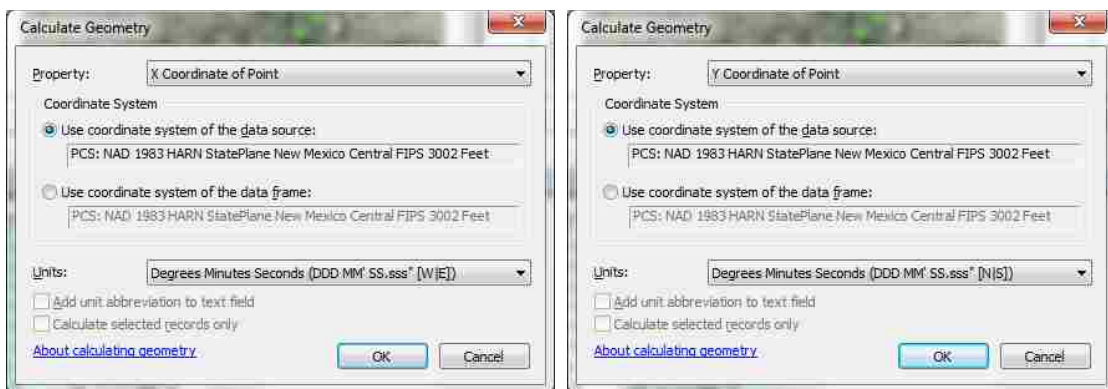 Calculate Geometry
Property:
X Coordinate of Point
Coordinate System
Use coordinate system of the data source:
PCS: NAD 1983 HARN StatePlane New Mexico Central FIPS 3002 Feet
Use coordinate system of the data frame:
PCS: NAD 1983 HARN StatePlane New Mexico Central FIPS 3002 Feet
Units:
Degrees Minutes Seconds (DDD MM' SS.sss" [W|E])
Add unit abbreviation to text field
Calculate selected records only
About calculating geometry
OK
Cancel
Calculate Geometry
Property:
Y Coordinate of Point
Coordinate System
Use coordinate system of the data source:
PCS: NAD 1983 HARN StatePlane New Mexico Central FIPS 3002 Feet
Use coordinate system of the data frame:
PCS: NAD 1983 HARN StatePlane New Mexico Central FIPS 3002 Feet
Units:
Degrees Minutes Seconds (DDD MM' SS.sss" [N|S])
Add unit abbreviation to text field
Calculate selected records only
About calculating geometry
OK
Cancel